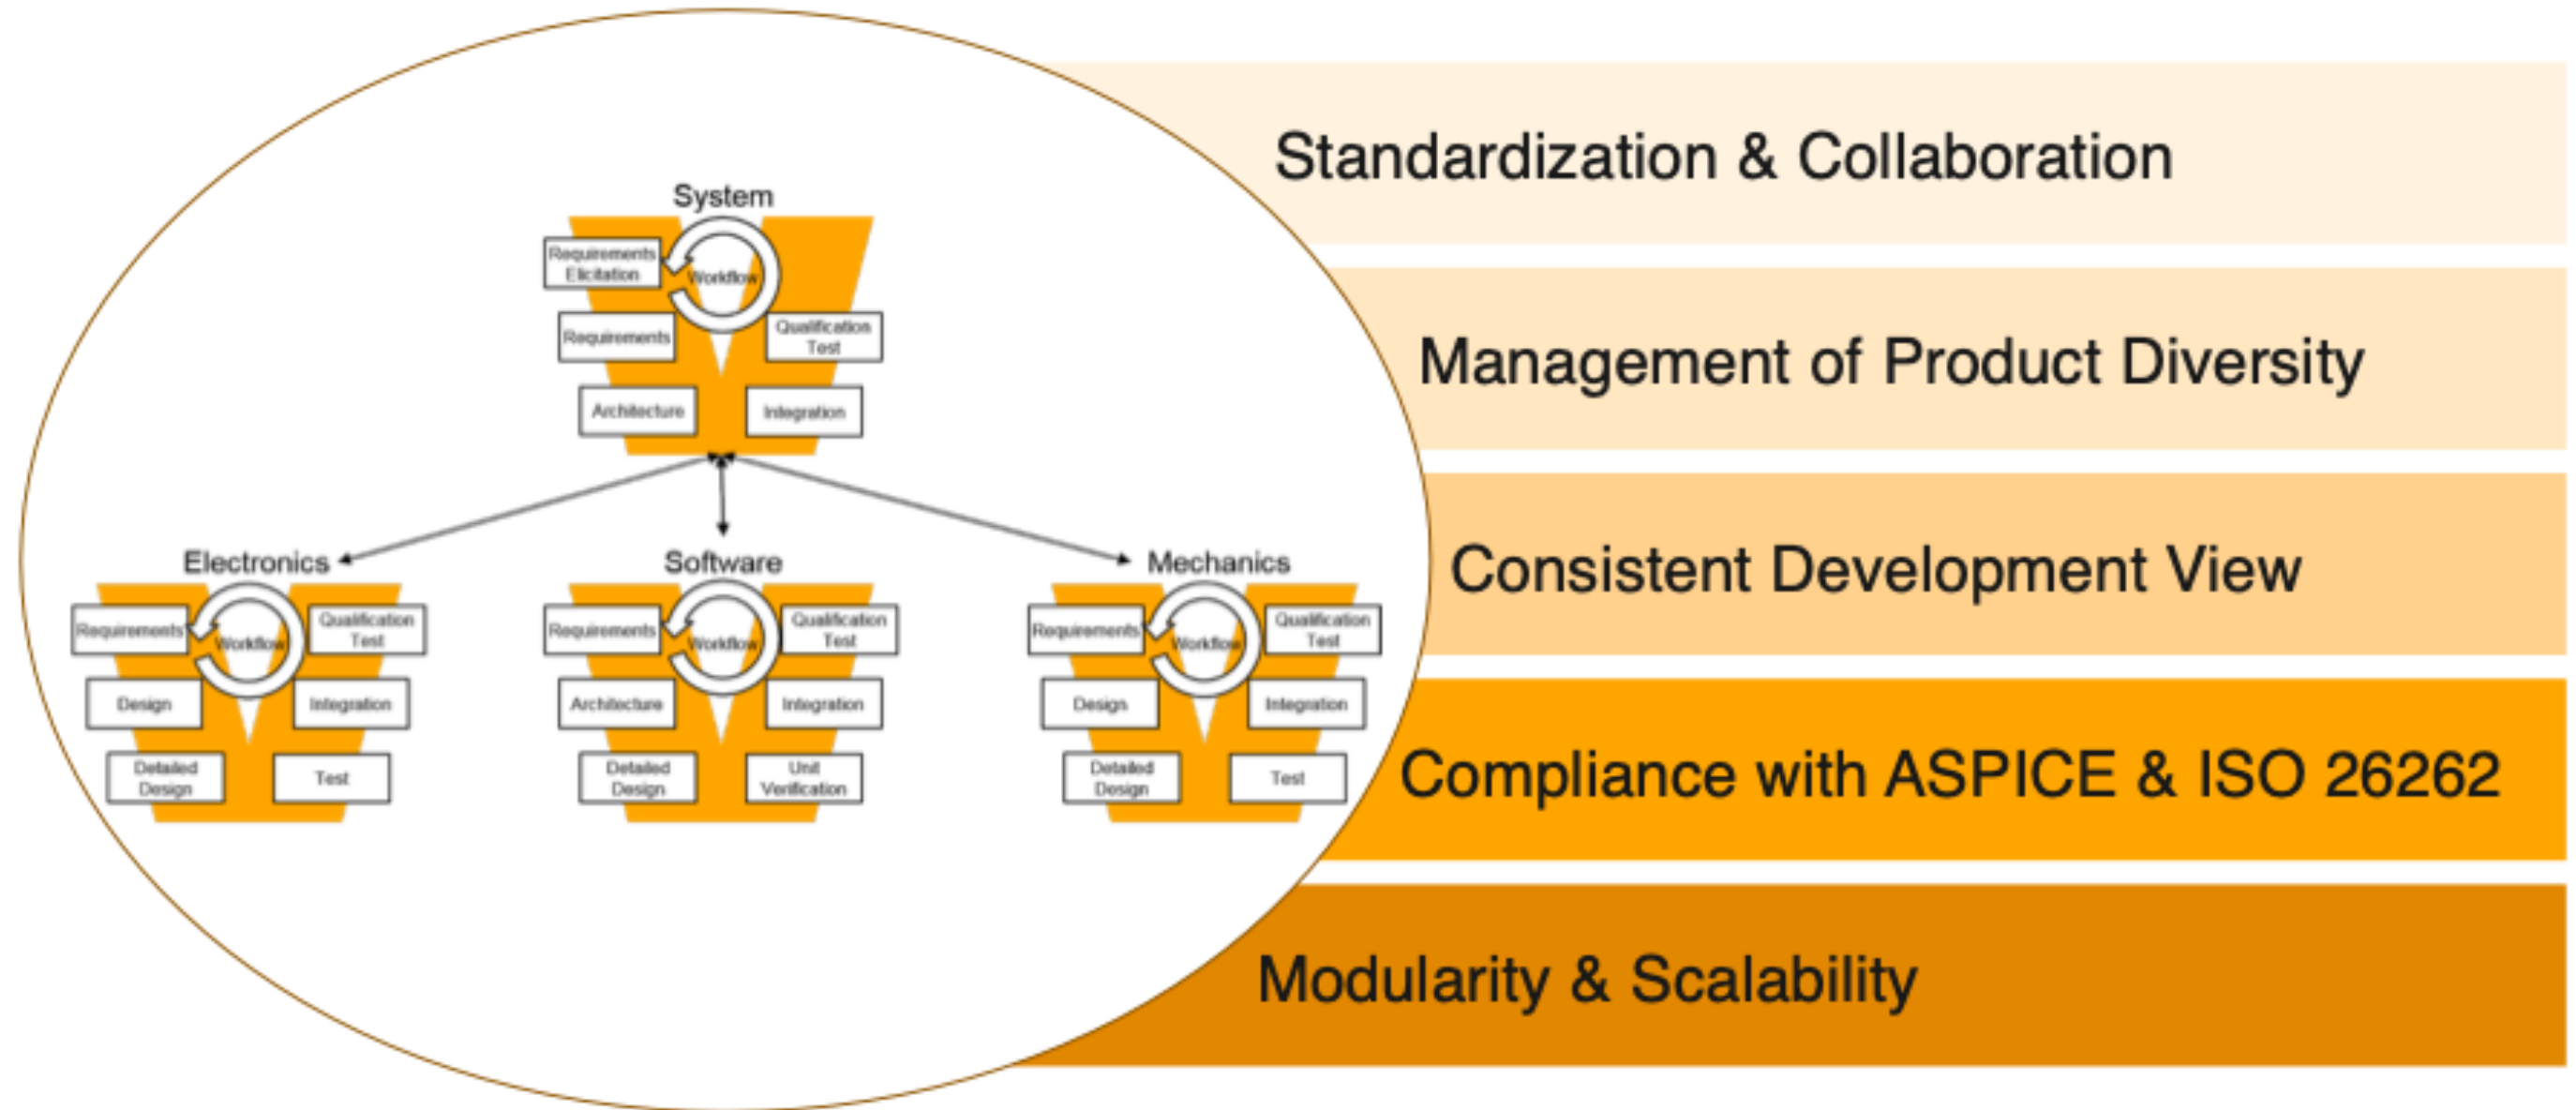 System
Requirements
Elicitation
Workflow
Requirements
Qualification
Test
Architecture
Integration
Electronics
Requirements
Workflow
Qualification
Test
Design
Integration
Detailed
Design
Test
Software
Requirements
Workflow
Qualification
Test
Architecture
Integration
Detailed
Design
Unit
Verification
Mechanics
Requirements
Workflow
Qualification
Test
Design
Integration
Detailed
Design
Test
Standardization & Collaboration
Management of Product Diversity
Consistent Development View
Compliance with ASPICE & ISO 26262
Modularity & Scalability